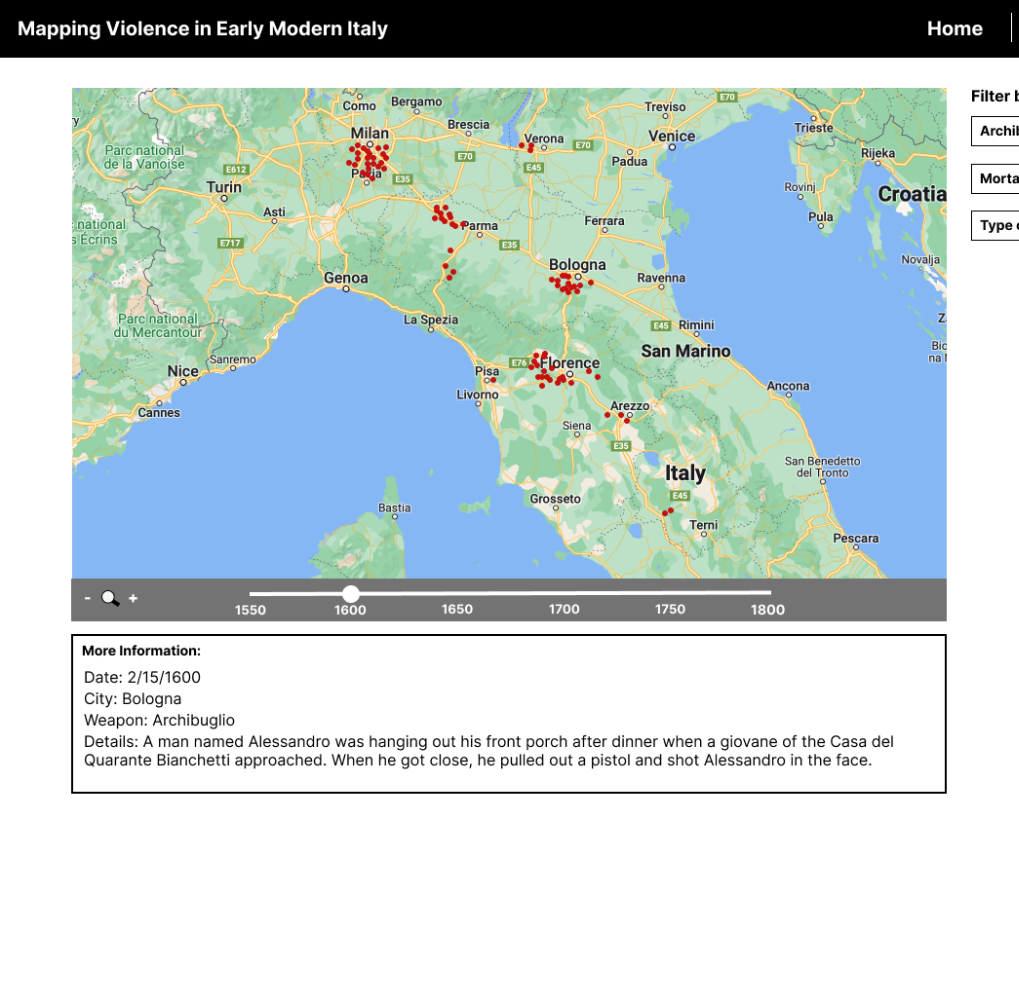 Mapping Violence in Early Modern Italy
Home
Filter
Archi
Morta
Type
Como
Bergamo
Treviso
E70
Brescia
Trieste
Milan
Verona
Venice
E70
E70
Padua
Rijeka
Parc national
de la Vanoise
E612
E45
E35
Turin
Rovinj
Croatia
Asti
Pula
national
s Écrins
Parma
Ferrara
E717
E35
Novalja
Bologna
Genoa
Ravenna
Parc national
du Mercantour
La Spezia
E45
Rimini
San Marino
Sanremo
E76
Florence
Nice
Pisa
Ancona
Livorno
Cannes
Arezzo
Siena
E35
San Benedetto
del Tronto
Italy
E45
Grosseto
Bastia
Terni
Pescara
- +
1550 1600 1650 1700 1750 1800
More Information:
Date: 2/15/1600
City: Bologna
Weapon: Archibuglio
Details: A man named Alessandro was hanging out his front porch after dinner when a giovane of the Casa del
Quarante Bianchetti approached. When he got close, he pulled out a pistol and shot Alessandro in the face.